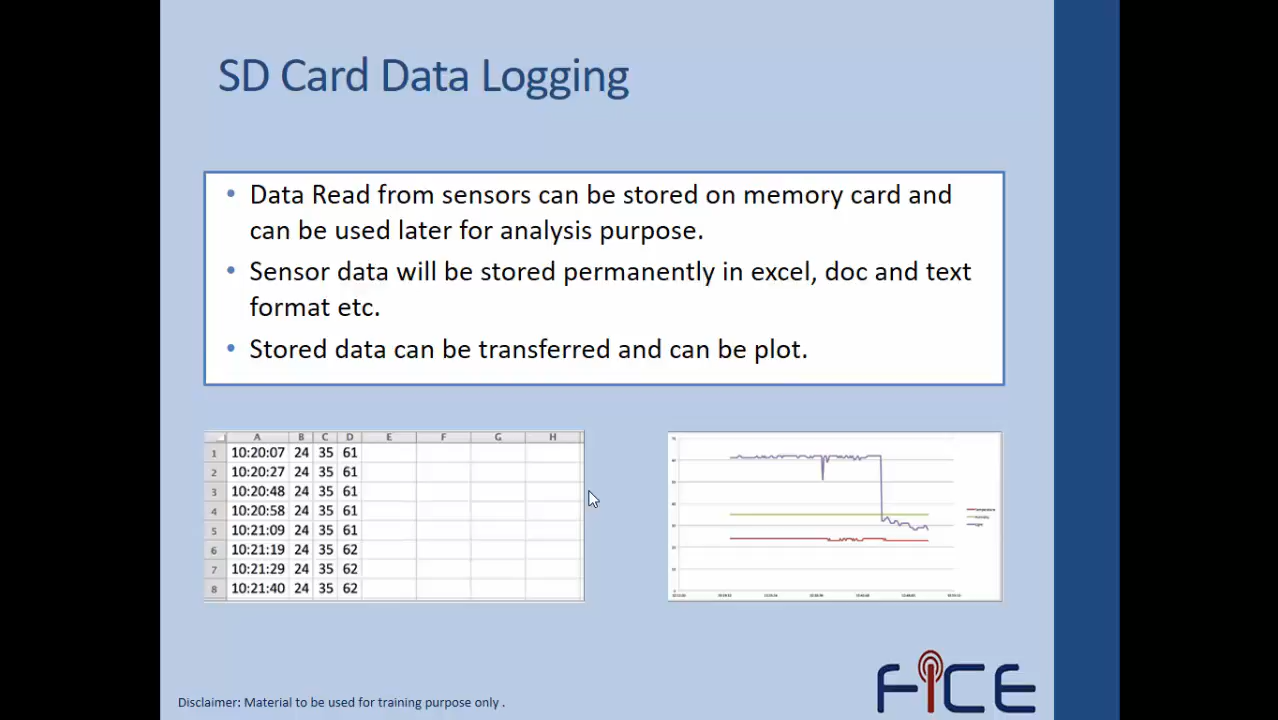 SD Card Data Logging
• Data Read from sensors can be stored on memory card and
can be used later for analysis purpose.
• Sensor data will be stored permanently in excel, doc and text
format etc.
• Stored data can be transferred and can be plot.
A B C D E F G H
1 10:20:07 24 35 61
2 10:20:27 24 35 61
3 10:20:48 24 35 61
4 10:20:58 24 35 61
5 10:21:09 24 35 61
6 10:21:19 24 35 62
7 10:21:29 24 35 62
8 10:21:40 24 35 62
FiCE
Disclaimer: Material to be used for training purpose only .